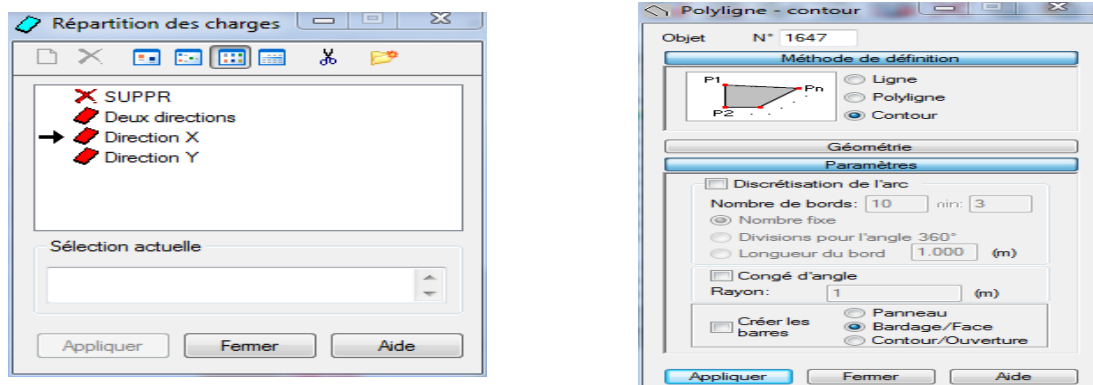 Répartition des charges
SUPPR
Deux directions
Direction X
Direction Y
Sélection actuelle
Appliquer
Fermer
Aide
Polyligne - contour
Objet N° 1647
Méthode de définition
P1
Pn
P2
Ligne
Polyligne
Contour
Géométrie
Paramètres
Discrétisation de l'arc
Nombre de bords: 10 nin: 3
Nombre fixe
Divisions pour l'angle 360°
Longueur du bord 1.000 (m)
Congé d'angle
Rayon: 1 (m)
Créer les barres
Panneau
Bardage/Face
Contour/Ouverture
Appliquer
Fermer
Aide